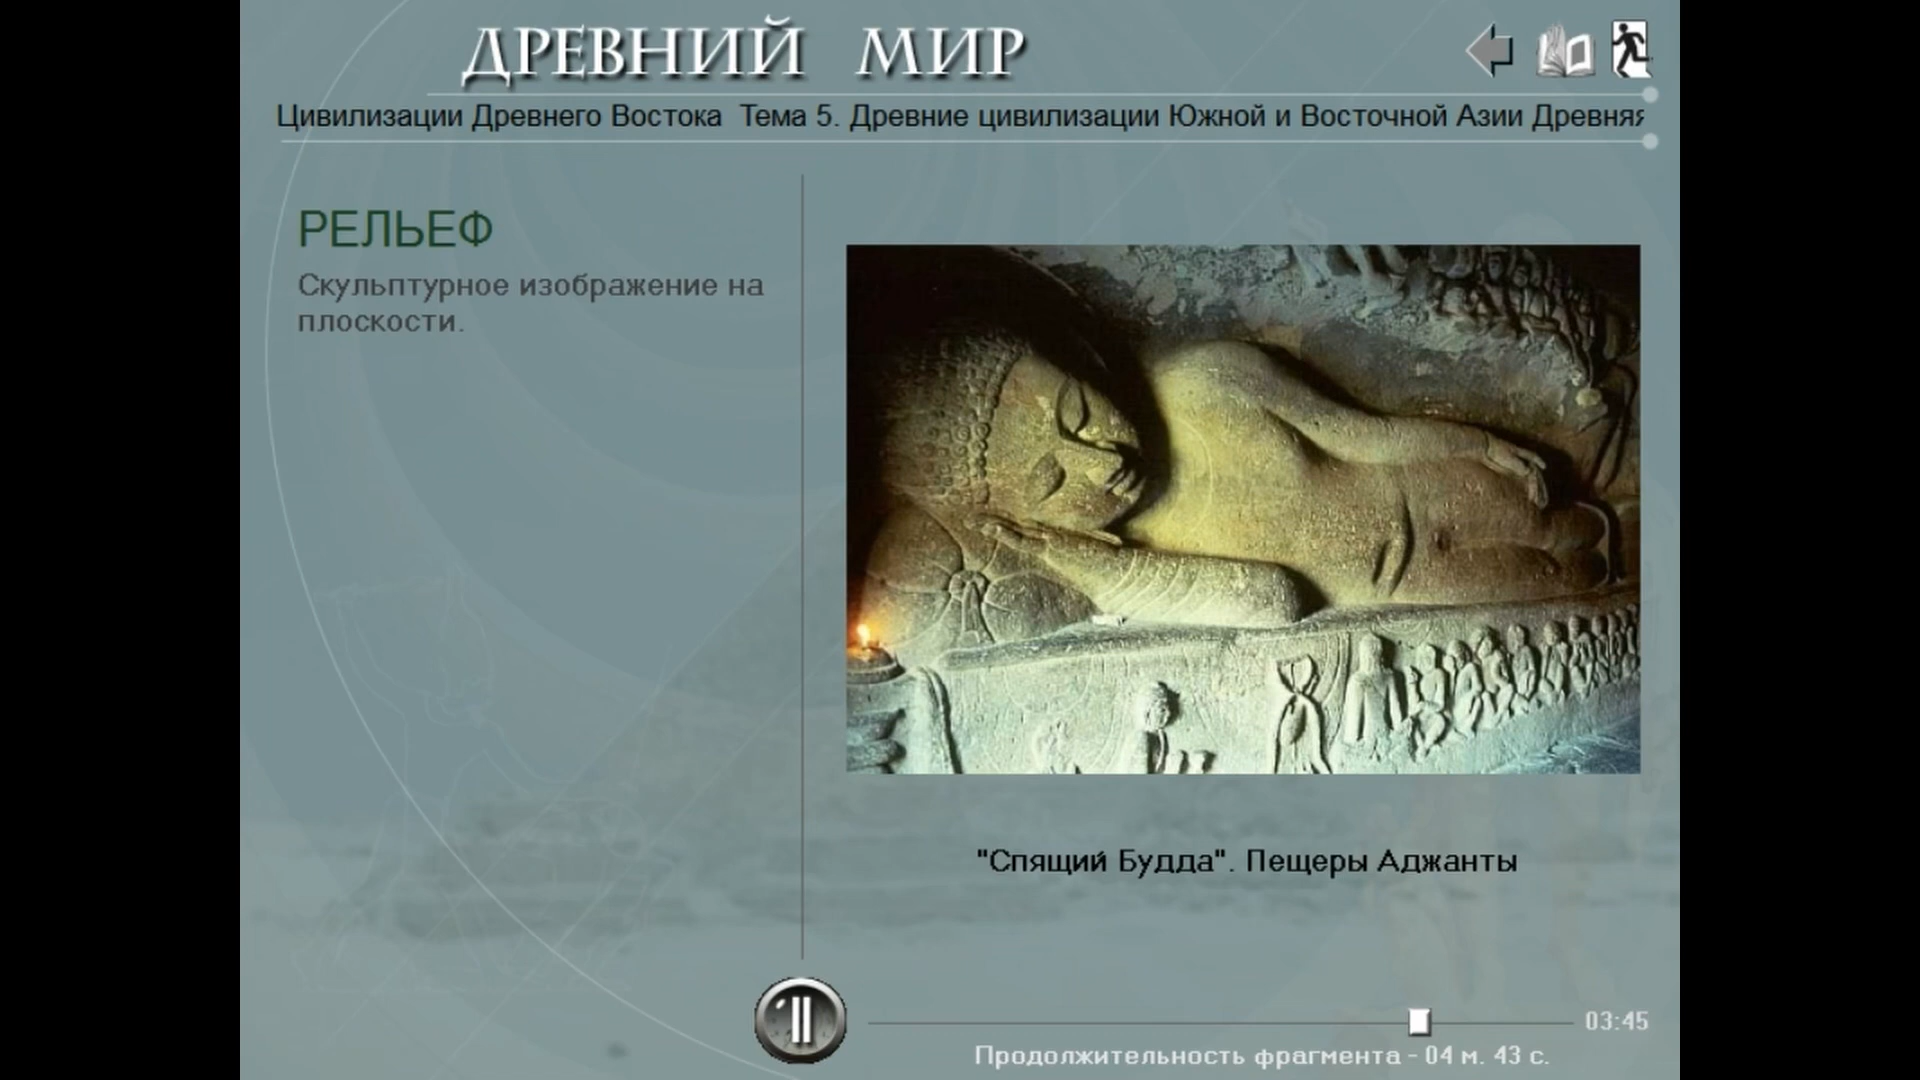 ДРЕВНИЙ МИР
Цивилизации Древнего Востока Тема 5. Древние цивилизации Южной и Восточной Азии Древняя
РЕЛЬЕФ
Скульптурное изображение на
плоскости.
"Спящий Будда". Пещеры Аджанты
03:45
Продолжительность фрагмента - 04 м. 43 с.